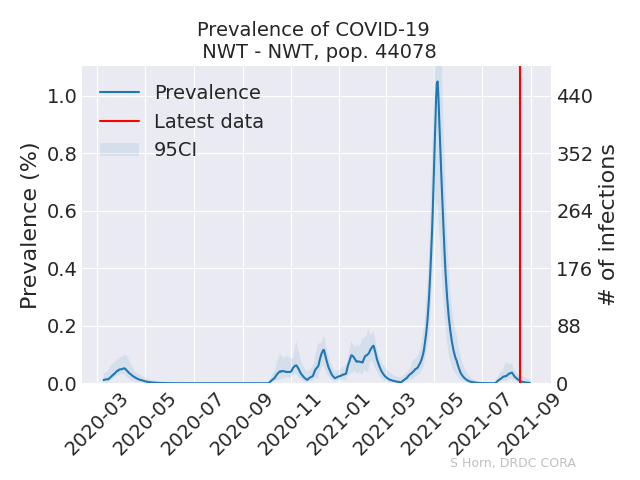 Prevalence of COVID-19
NWT - NWT, pop. 44078
Prevalence
Latest data
95CI
Prevalence (%)
1.0
0.8
0.6
0.4
0.2
0.0
440
352
264
176
88
0
# of infections
2020-03
2020-05
2020-07
2020-09
2020-11
2021-01
2021-03
2021-05
2021-07
2021-09
S Horn, DRDC CORA